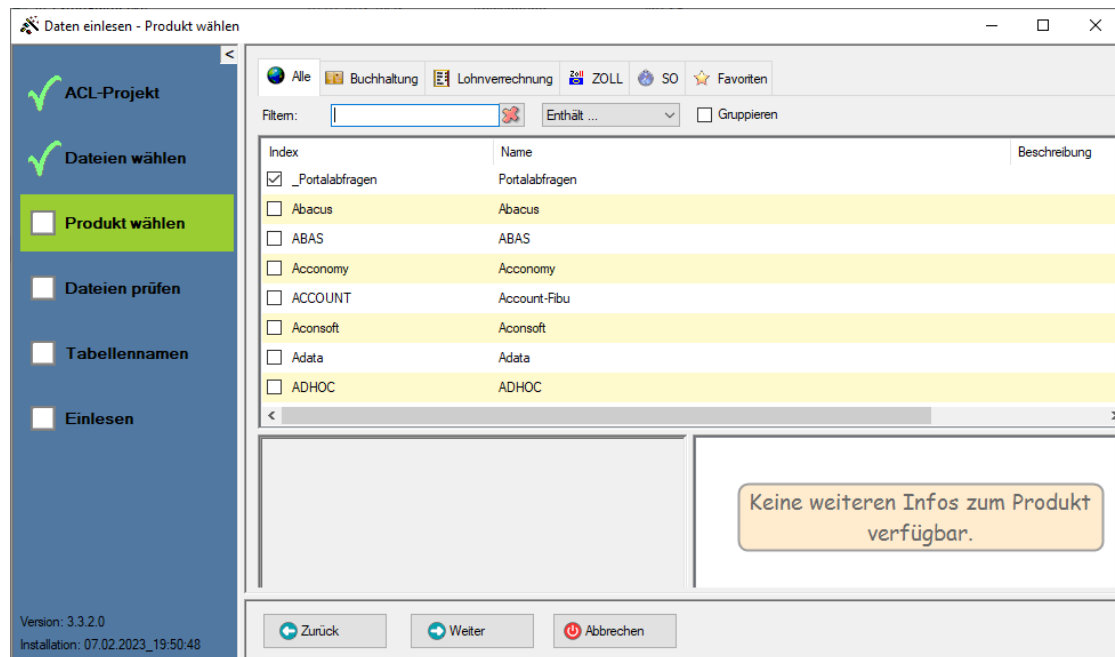 Daten einlesen - Produkt wählen
<
ACL-Projekt
Dateien wählen
Produkt wählen
Dateien prüfen
Tabellennamen
Einlesen
Version: 3.3.2.0
Installation: 07.02.2023_19:50:48
Alle Buchhaltung Lohnverrechnung Zoll ZOLL SO Favoriten
Filtern: Enthält ... Gruppieren
Index Name Beschreibung
_Portalabfragen Portalabfragen
Abacus Abacus
ABAS ABAS
Acconomy Acconomy
ACCOUNT Account-Fibu
Aconsoft Aconsoft
Adata Adata
ADHOC ADHOC
Keine weiteren Infos zum Produkt
verfügbar.
Zurück Weiter Abbrechen